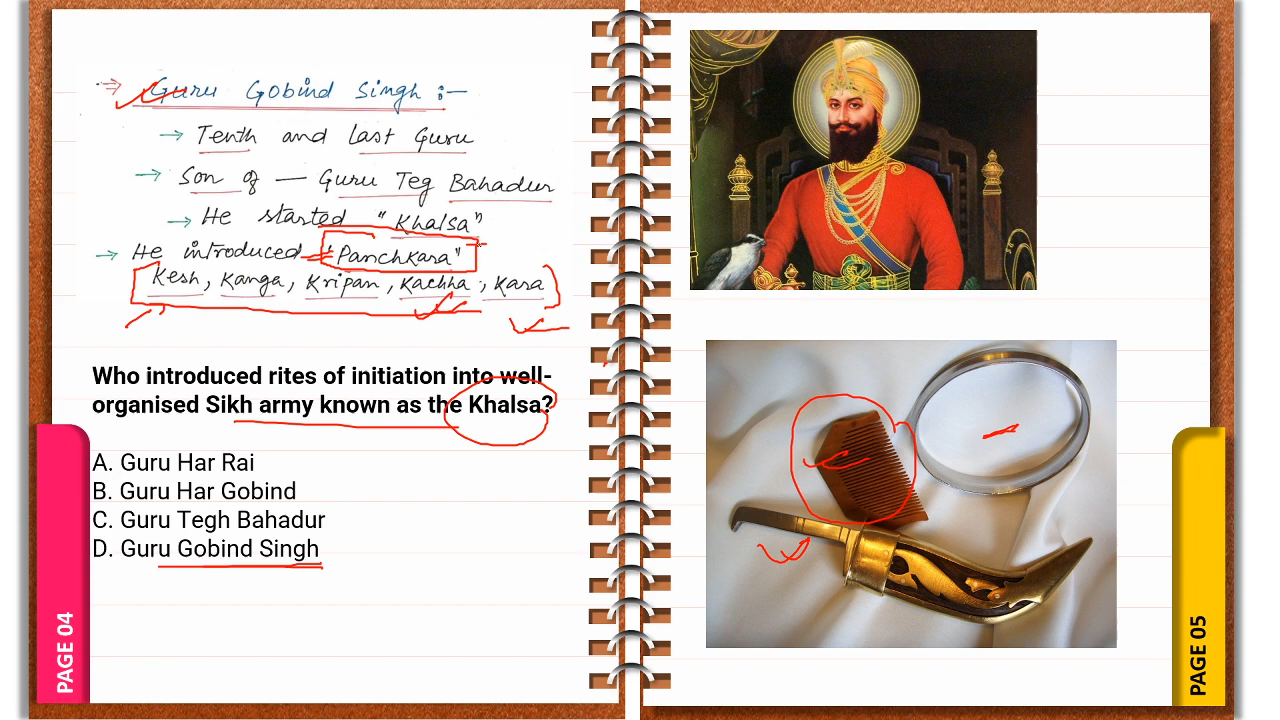 Guru Gobind Singh :-
→ Tenth and Last Guru
→ Son of — Guru Teg Bahadur
→ He started "Khalsa"
→ He introduced = "Panchkara"
Kesh, Kanga, Kripan, Kachha, Kara
Who introduced rites of initiation into well-
organised Sikh army known as the Khalsa?
A. Guru Har Rai
B. Guru Har Gobind
C. Guru Tegh Bahadur
D. Guru Gobind Singh
PAGE 04
PAGE 05